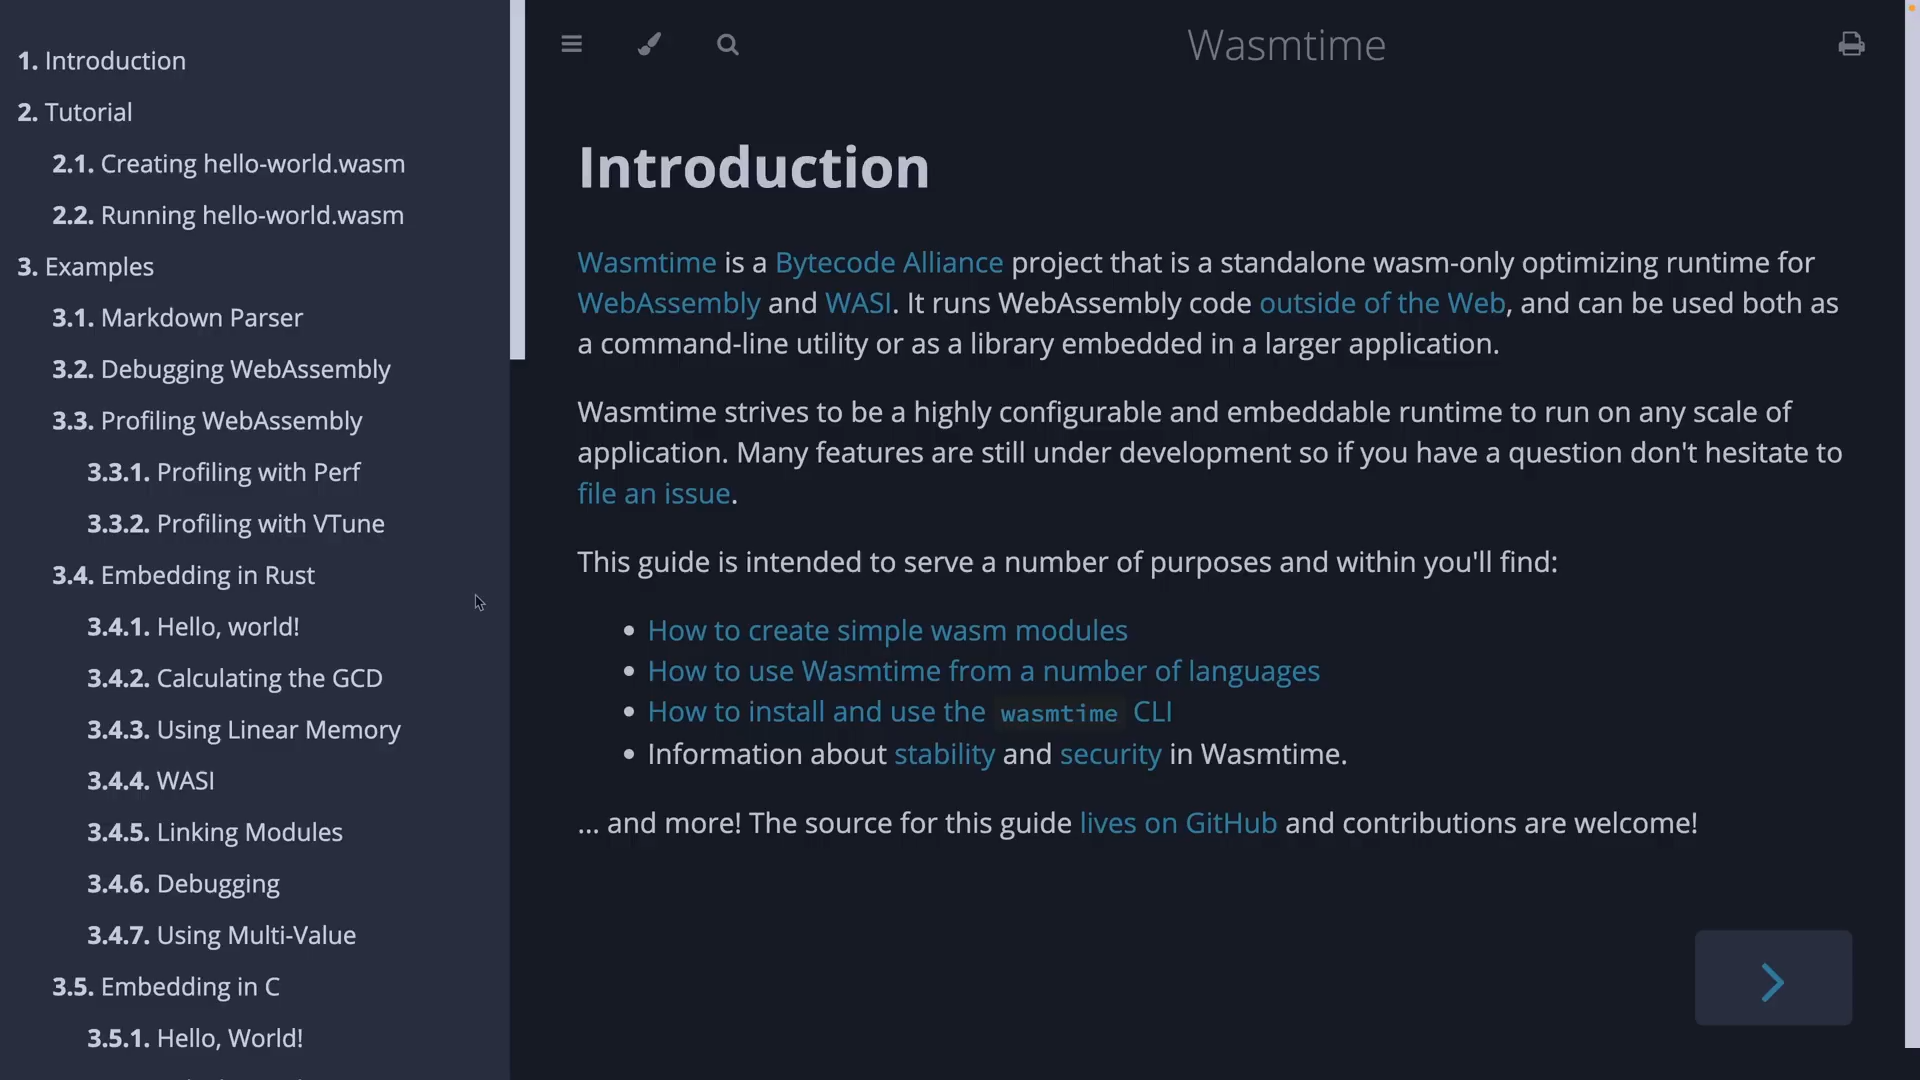 1. Introduction
2. Tutorial
2.1. Creating hello-world.wasm
2.2. Running hello-world.wasm
3. Examples
3.1. Markdown Parser
3.2. Debugging WebAssembly
3.3. Profiling WebAssembly
3.3.1. Profiling with Perf
3.3.2. Profiling with VTune
3.4. Embedding in Rust
3.4.1. Hello, world!
3.4.2. Calculating the GCD
3.4.3. Using Linear Memory
3.4.4. WASI
3.4.5. Linking Modules
3.4.6. Debugging
3.4.7. Using Multi-Value
3.5. Embedding in C
3.5.1. Hello, World!
Wasmtime
Introduction
Wasmtime is a Bytecode Alliance project that is a standalone wasm-only optimizing runtime for
WebAssembly and WASI. It runs WebAssembly code outside of the Web, and can be used both as
a command-line utility or as a library embedded in a larger application.
Wasmtime strives to be a highly configurable and embeddable runtime to run on any scale of
application. Many features are still under development so if you have a question don't hesitate to
file an issue.
This guide is intended to serve a number of purposes and within you'll find:
• How to create simple wasm modules
• How to use Wasmtime from a number of languages
• How to install and use the wasmtime CLI
• Information about stability and security in Wasmtime.
... and more! The source for this guide lives on GitHub and contributions are welcome!